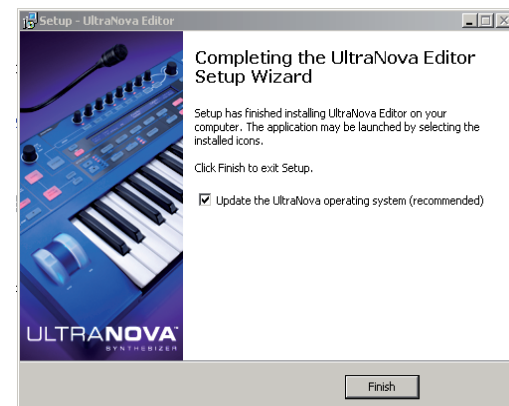 Setup - UltraNova Editor
Completing the UltraNova Editor
Setup Wizard
Setup has finished installing UltraNova Editor on your
computer. The application may be launched by selecting the
installed icons.
Click Finish to exit Setup.
Update the UltraNova operating system (recommended)
ULTRANOVA
SYNTHESIZER
Finish